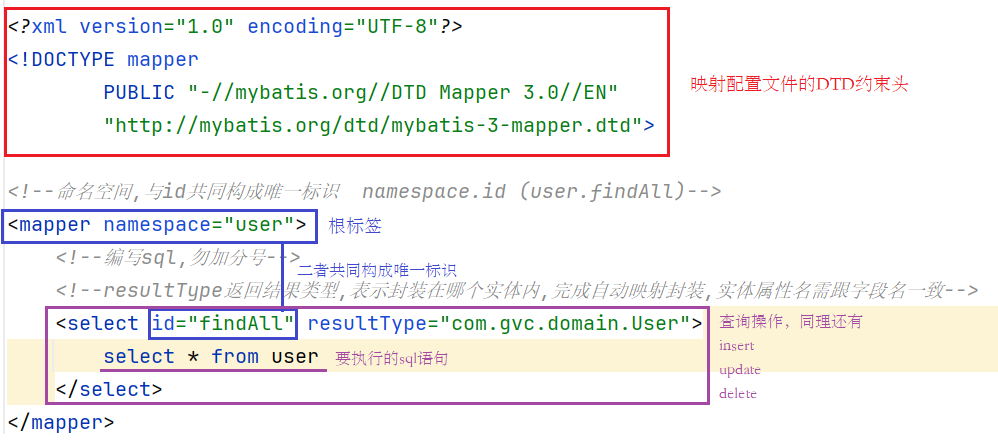 <?xml version="1.0" encoding="UTF-8"?>
<!DOCTYPE mapper
PUBLIC "-//mybatis.org//DTD Mapper 3.0//EN"
"http://mybatis.org/dtd/mybatis-3-mapper.dtd">
映射配置文件的DTD约束头
<!--命名空间,与id共同构成唯一标识  namespace.id (user.findAll)-->
<mapper namespace="user"> 根标签
<!--编写sql,勿加分号-->
二者共同构成唯一标识
<!--resultType返回结果类型,表示封装在哪个实体内,完成自动映射封装,实体属性名需跟字段名一致-->
<select id="findAll" resultType="com.gvc.domain.User"> 查询操作，同理还有
insert
select * from user 要执行的sql语句
update
</select>
delete
</mapper>